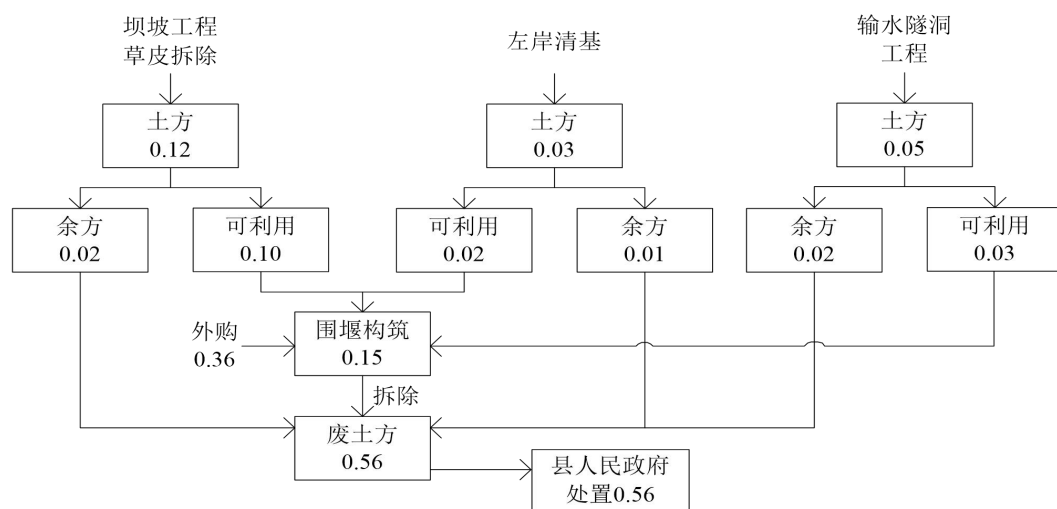 坝坡工程
草皮拆除
左岸清基
输水隧洞
工程
土方
0.12
土方
0.03
土方
0.05
余方
0.02
可利用
0.10
可利用
0.02
余方
0.01
余方
0.02
可利用
0.03
外购
0.36
围堰构筑
0.15
拆除
废土方
0.56
县人民政府
处置0.56